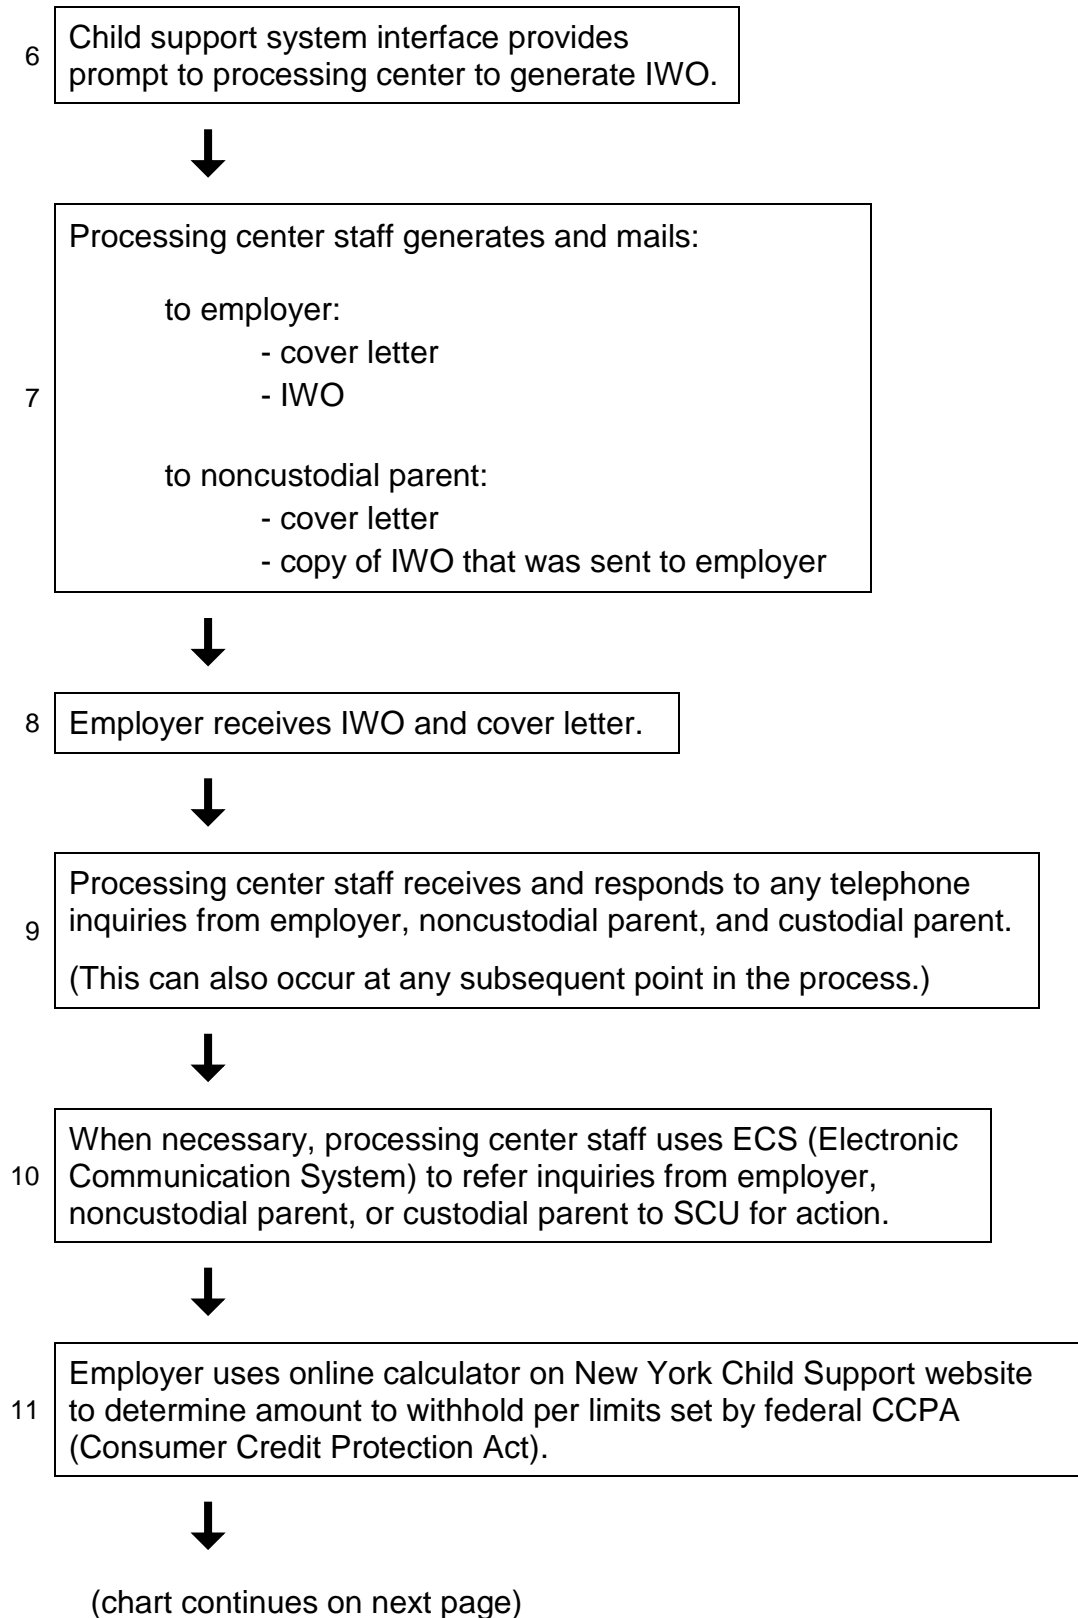 6
Child support system interface provides
prompt to processing center to generate IWO.
Processing center staff generates and mails:
to employer:
- cover letter
7
- IWO
to noncustodial parent:
- cover letter
- copy of IWO that was sent to employer
8
Employer receives IWO and cover letter.
Processing center staff receives and responds to any telephone
9
inquiries from employer, noncustodial parent, and custodial parent.
(This can also occur at any subsequent point in the process.)
When necessary, processing center staff uses ECS (Electronic
10
Communication System) to refer inquiries from employer,
noncustodial parent, or custodial parent to SCU for action.
Employer uses online calculator on New York Child Support website
11
to determine amount to withhold per limits set by federal CCPA
(Consumer Credit Protection Act).
(chart continues on next page)